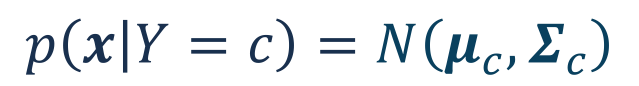 p(x|Y = c) = N(μ_c, Σ_c)